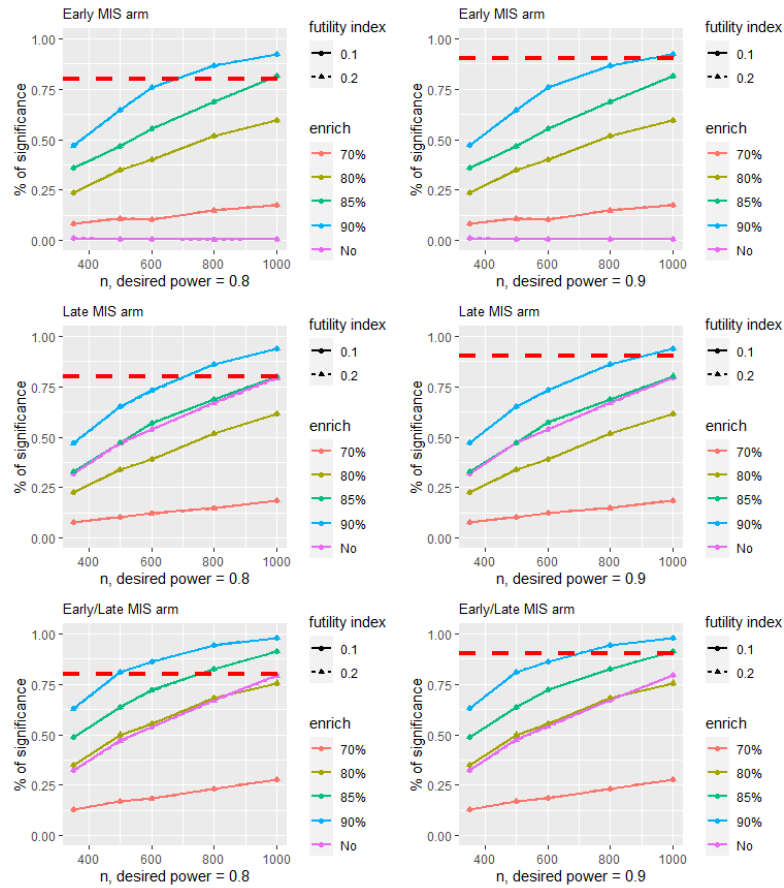 Early MIS arm
% of significance
1.00
0.75
0.50
0.25
0.00
400 600 800 1000
n, desired power = 0.8
futility index
0.1
0.2
enrich
70%
80%
85%
90%
No
Early MIS arm
% of significance
1.00
0.75
0.50
0.25
0.00
400 600 800 1000
n, desired power = 0.9
futility index
0.1
0.2
enrich
70%
80%
85%
90%
No
Late MIS arm
% of significance
1.00
0.75
0.50
0.25
0.00
400 600 800 1000
n, desired power = 0.8
futility index
0.1
0.2
enrich
70%
80%
85%
90%
No
Late MIS arm
% of significance
1.00
0.75
0.50
0.25
0.00
400 600 800 1000
n, desired power = 0.9
futility index
0.1
0.2
enrich
70%
80%
85%
90%
No
Early/Late MIS arm
% of significance
1.00
0.75
0.50
0.25
0.00
400 600 800 1000
n, desired power = 0.8
futility index
0.1
0.2
enrich
70%
80%
85%
90%
No
Early/Late MIS arm
% of significance
1.00
0.75
0.50
0.25
0.00
400 600 800 1000
n, desired power = 0.9
futility index
0.1
0.2
enrich
70%
80%
85%
90%
No